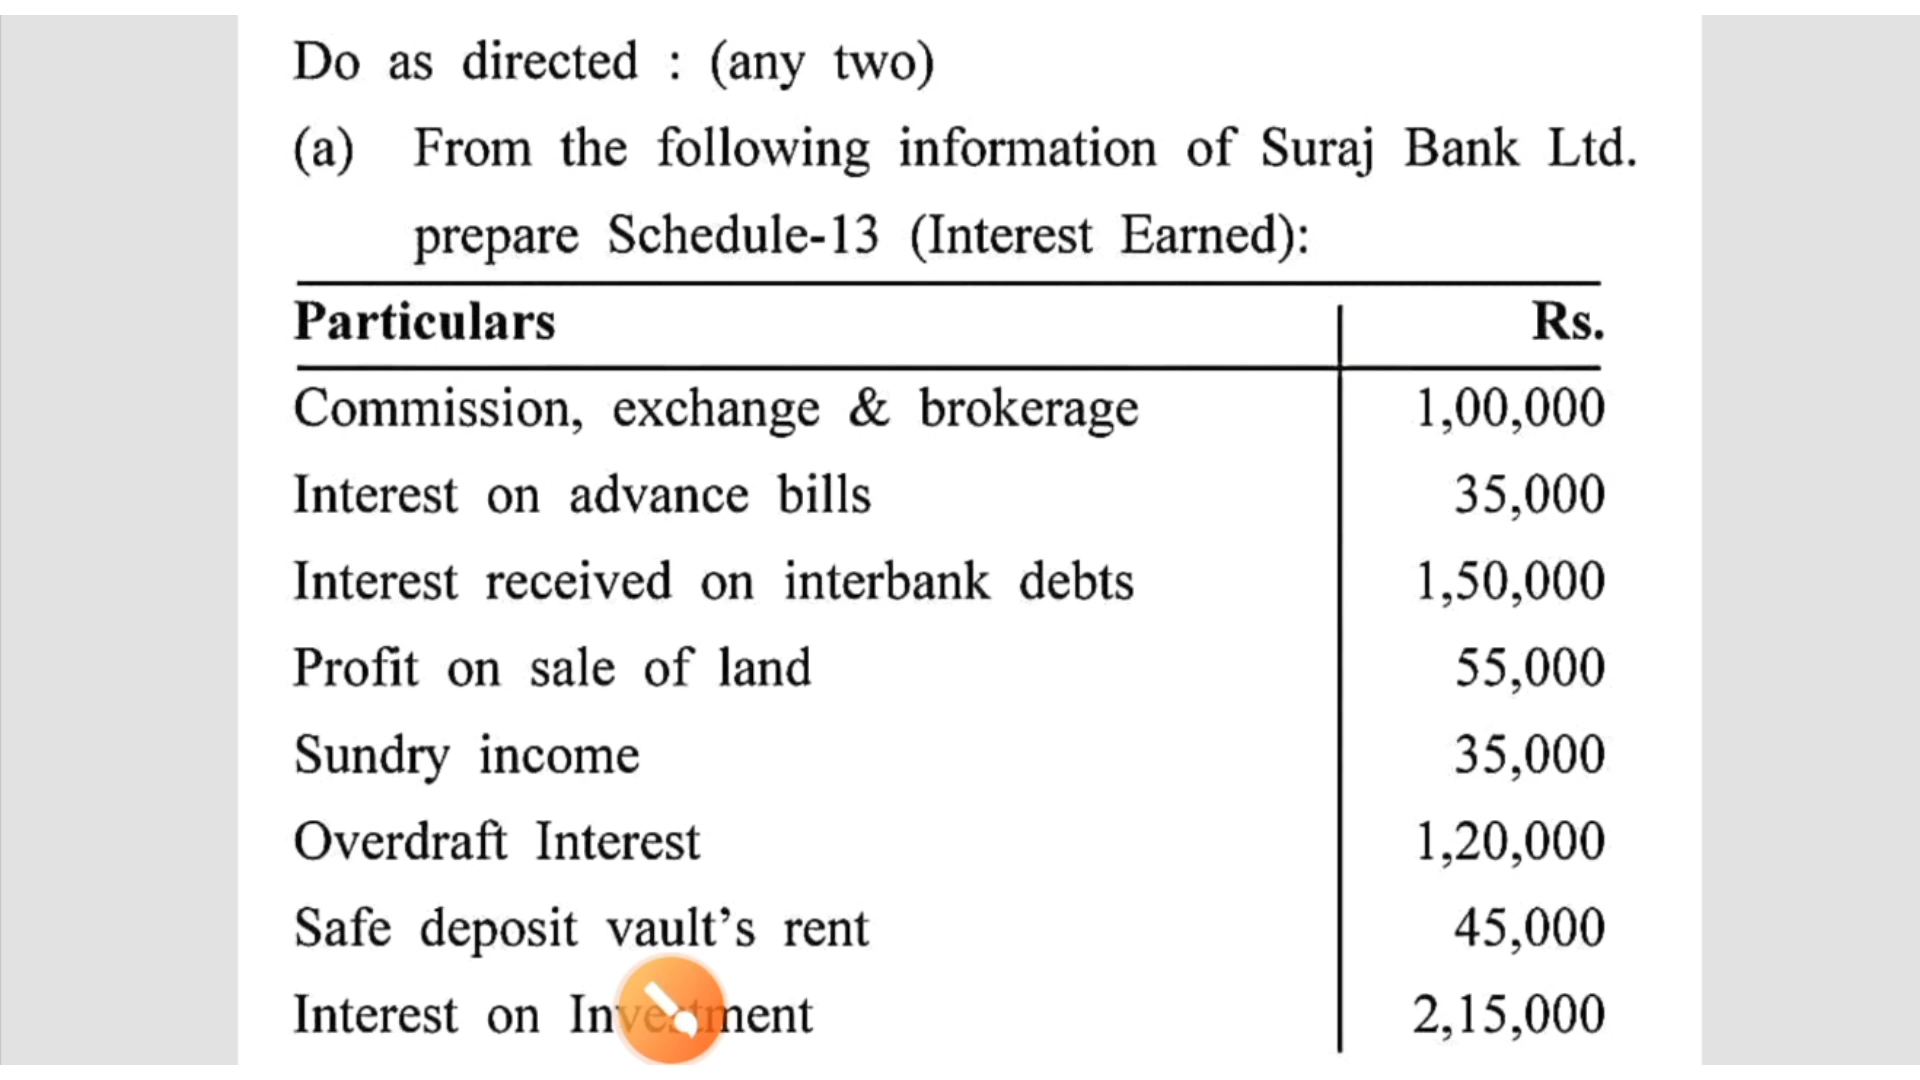 Do as directed : (any two)
(a) From the following information of Suraj Bank Ltd.
prepare Schedule-13 (Interest Earned):
Particulars Rs.
Commission, exchange & brokerage 1,00,000
Interest on advance bills 35,000
Interest received on interbank debts 1,50,000
Profit on sale of land 55,000
Sundry income 35,000
Overdraft Interest 1,20,000
Safe deposit vault's rent 45,000
Interest on Investment 2,15,000